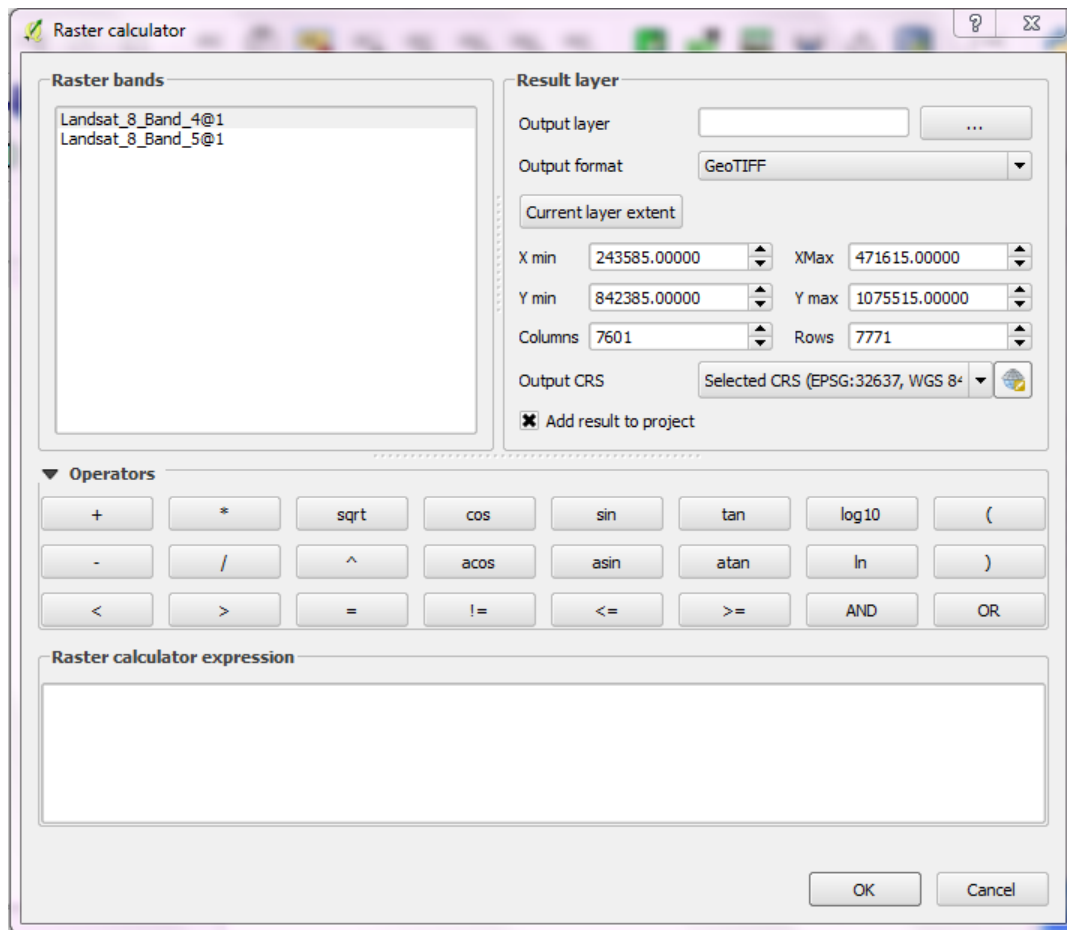 Raster calculator
Raster bands
Landsat_8_Band_4@1
Landsat_8_Band_5@1
Result layer
Output layer ...
Output format GeoTIFF
Current layer extent
X min 243585.00000 XMax 471615.00000
Y min 842385.00000 Y max 1075515.00000
Columns 7601 Rows 7771
Output CRS Selected CRS (EPSG:32637, WGS 84
Add result to project
Operators
+ * sqrt cos sin tan log10 (
- / ^ acos asin atan ln )
< > = != <= >= AND OR
Raster calculator expression
OK Cancel